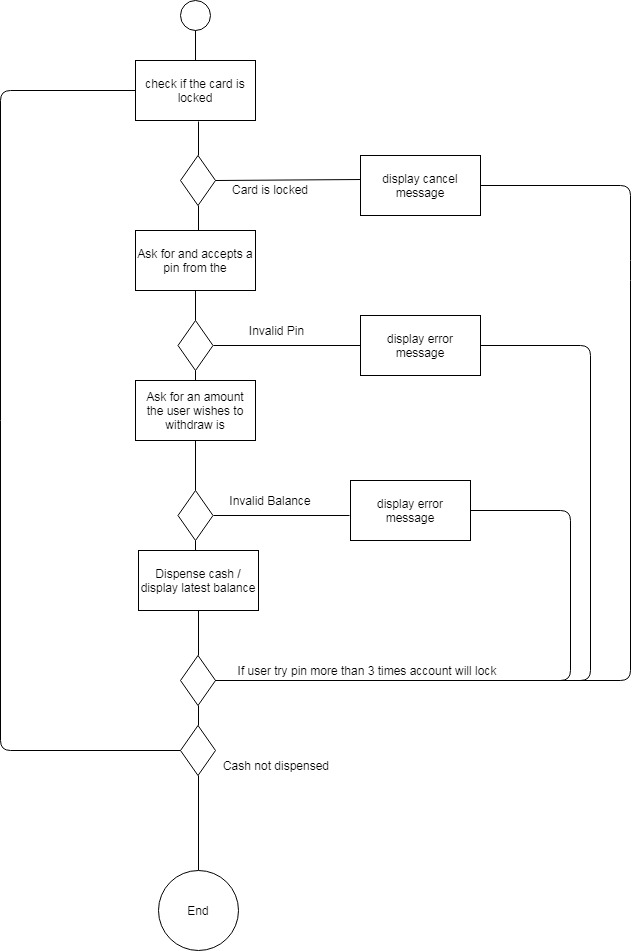 check if the card is
locked
Card is locked
display cancel
message
Ask for and accepts a
pin from the
Invalid Pin
display error
message
Ask for an amount
the user wishes to
withdraw is
Invalid Balance
display error
message
Dispense cash /
display latest balance
If user try pin more than 3 times account will lock
Cash not dispensed
End